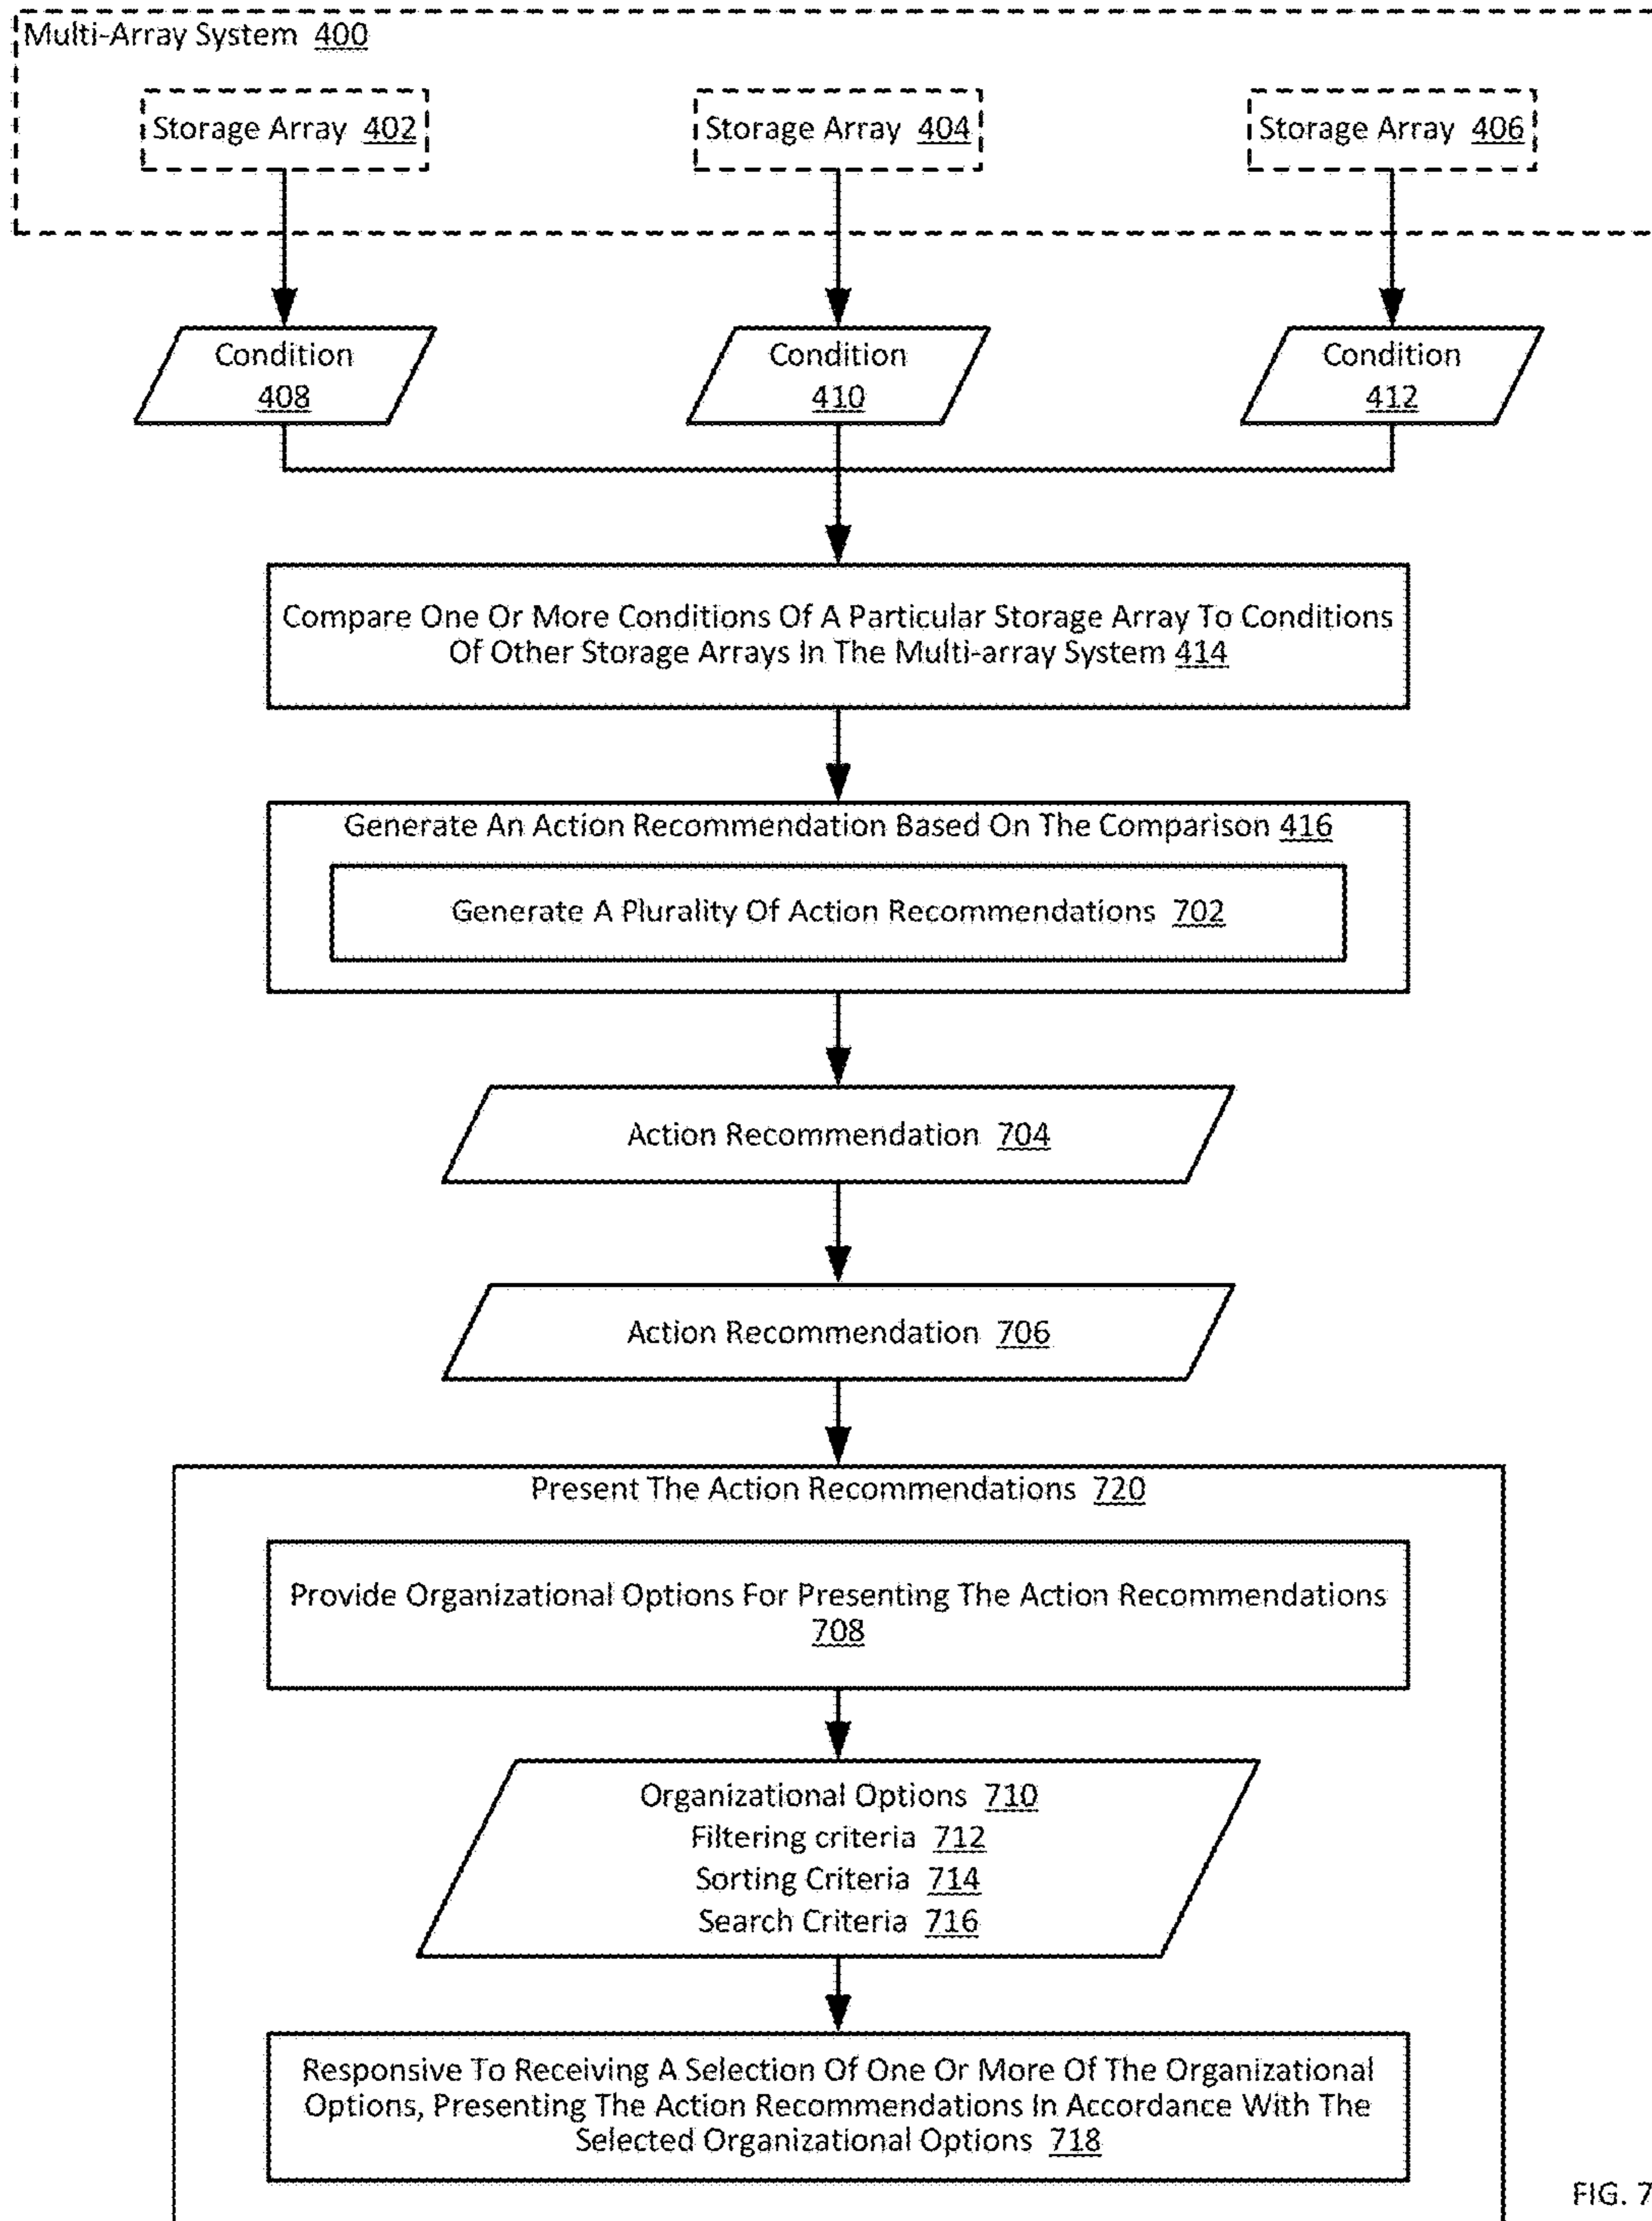 Multi-Array System 400
Storage Array 402
Storage Array 404
Storage Array 406
Condition
408
Condition
410
Condition
412
Compare One Or More Conditions Of A Particular Storage Array To Conditions
Of Other Storage Arrays In The Multi-array System 414
Generate An Action Recommendation Based On The Comparison 416
Generate A Plurality Of Action Recommendations 702
Action Recommendation 704
Action Recommendation 706
Present The Action Recommendations 720
Provide Organizational Options For Presenting The Action Recommendations
708
Organizational Options 710
Filtering criteria 712
Sorting Criteria 714
Search Criteria 716
Responsive To Receiving A Selection Of One Or More Of The Organizational
Options, Presenting The Action Recommendations In Accordance With The
Selected Organizational Options 718
FIG. 7